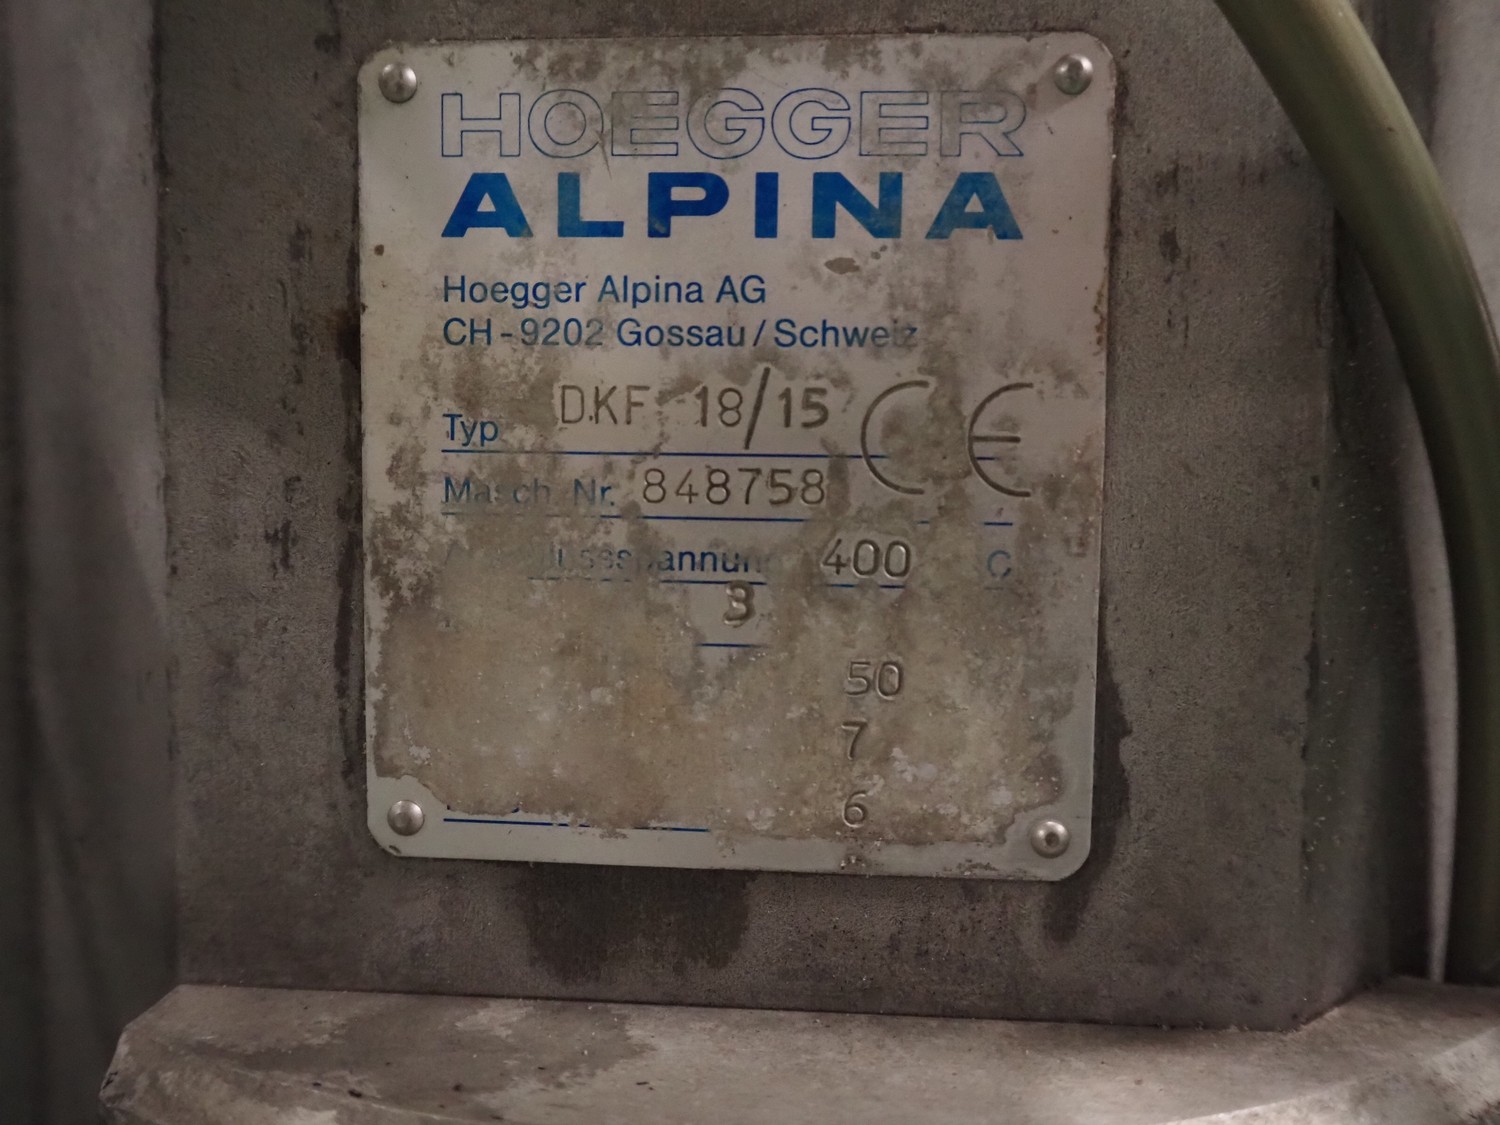 HOEGGER
ALPINA
Hoegger Alpina AG
CH-9202 Gossau/Schweiz
Typ DKF 18/15 CE
Masch. Nr. 848758
400
3
50
7
6